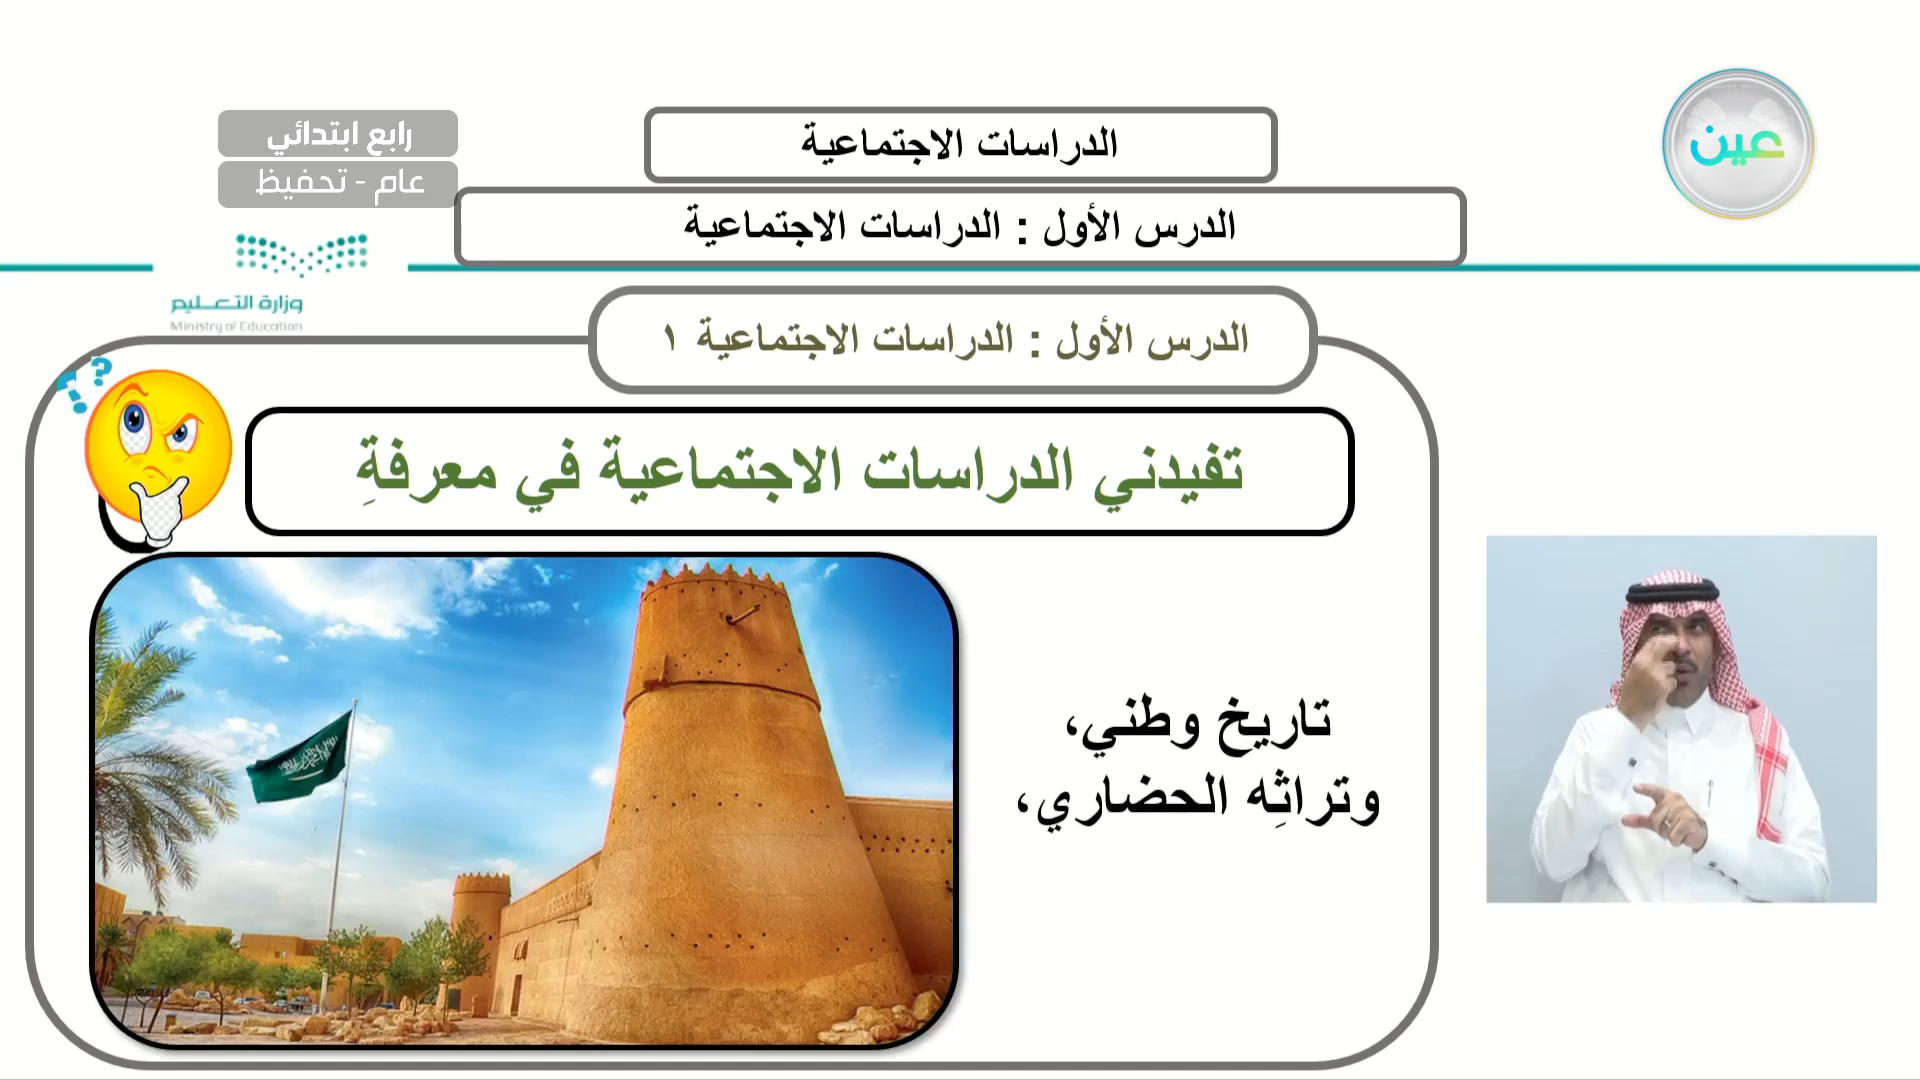 الدراسات الاجتماعية
عين
رابع ابتدائي
عام - تحفيظ
الدرس الأول : الدراسات الاجتماعية
وزارة التعليم
Ministry of Education
الدرس الأول : الدراسات الاجتماعية ١
تفيدني الدراسات الاجتماعية في معرفةِ
تاريخ وطني،
وتراثِه الحضاري،